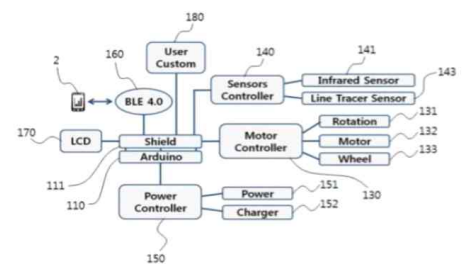 180
160
User
Custom
140
141
2
BLE 4.0
Sensors
Controller
Infrared Sensor
143
Line Tracer Sensor
131
170
LCD
Shield
Arduino
Motor
Controller
Rotation
132
Motor
133
Wheel
111
110
130
Power
Controller
Power
151
Charger
152
150